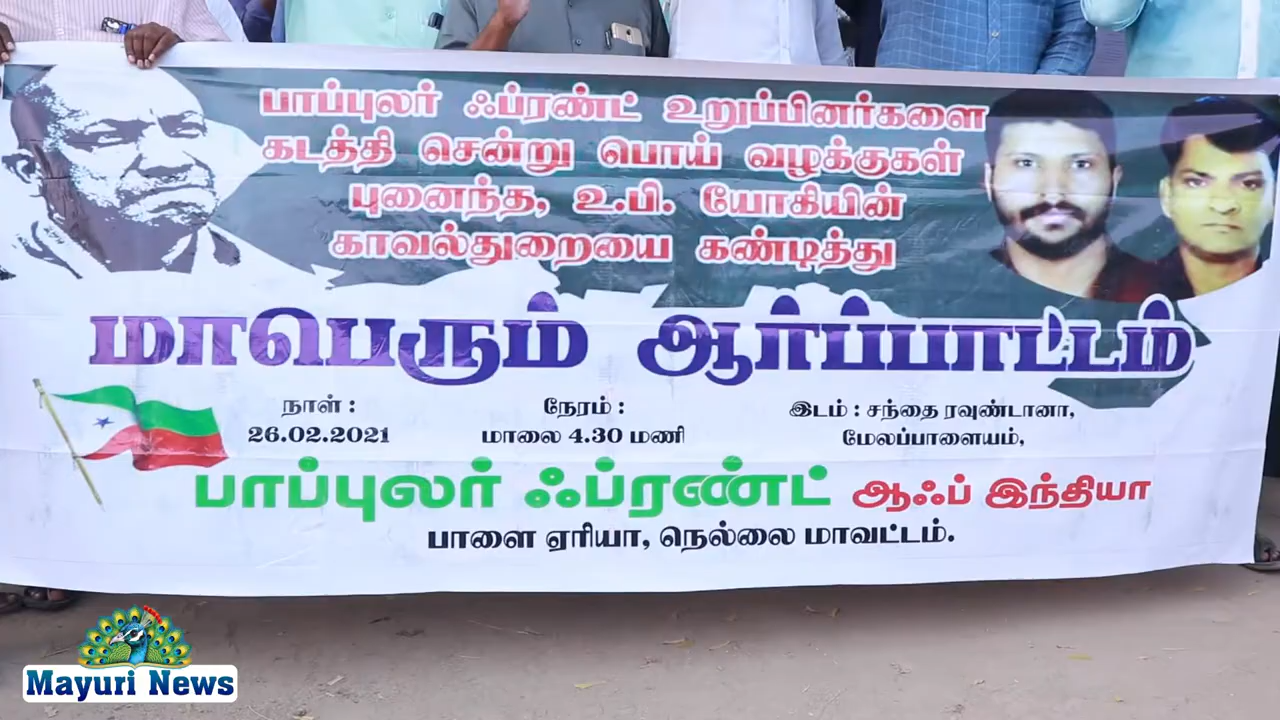 பாப்புலர் ஃப்ரண்ட் உறுப்பினர்களை
கடத்தி சென்று பொய் வழக்குகள்
புனைந்த, உ.பி. யோகியின்
காவல்துறையை கண்டித்து
மாபெரும் ஆர்ப்பாட்டம்
நாள் :
26.02.2021
நேரம் :
மாலை 4.30 மணி
இடம் : சந்தை ரவுண்டானா,
மேலப்பாளையம்,
பாப்புலர் ஃப்ரண்ட் ஆஃப் இந்தியா
பாளை ஏரியா, நெல்லை மாவட்டம்.
Mayuri News